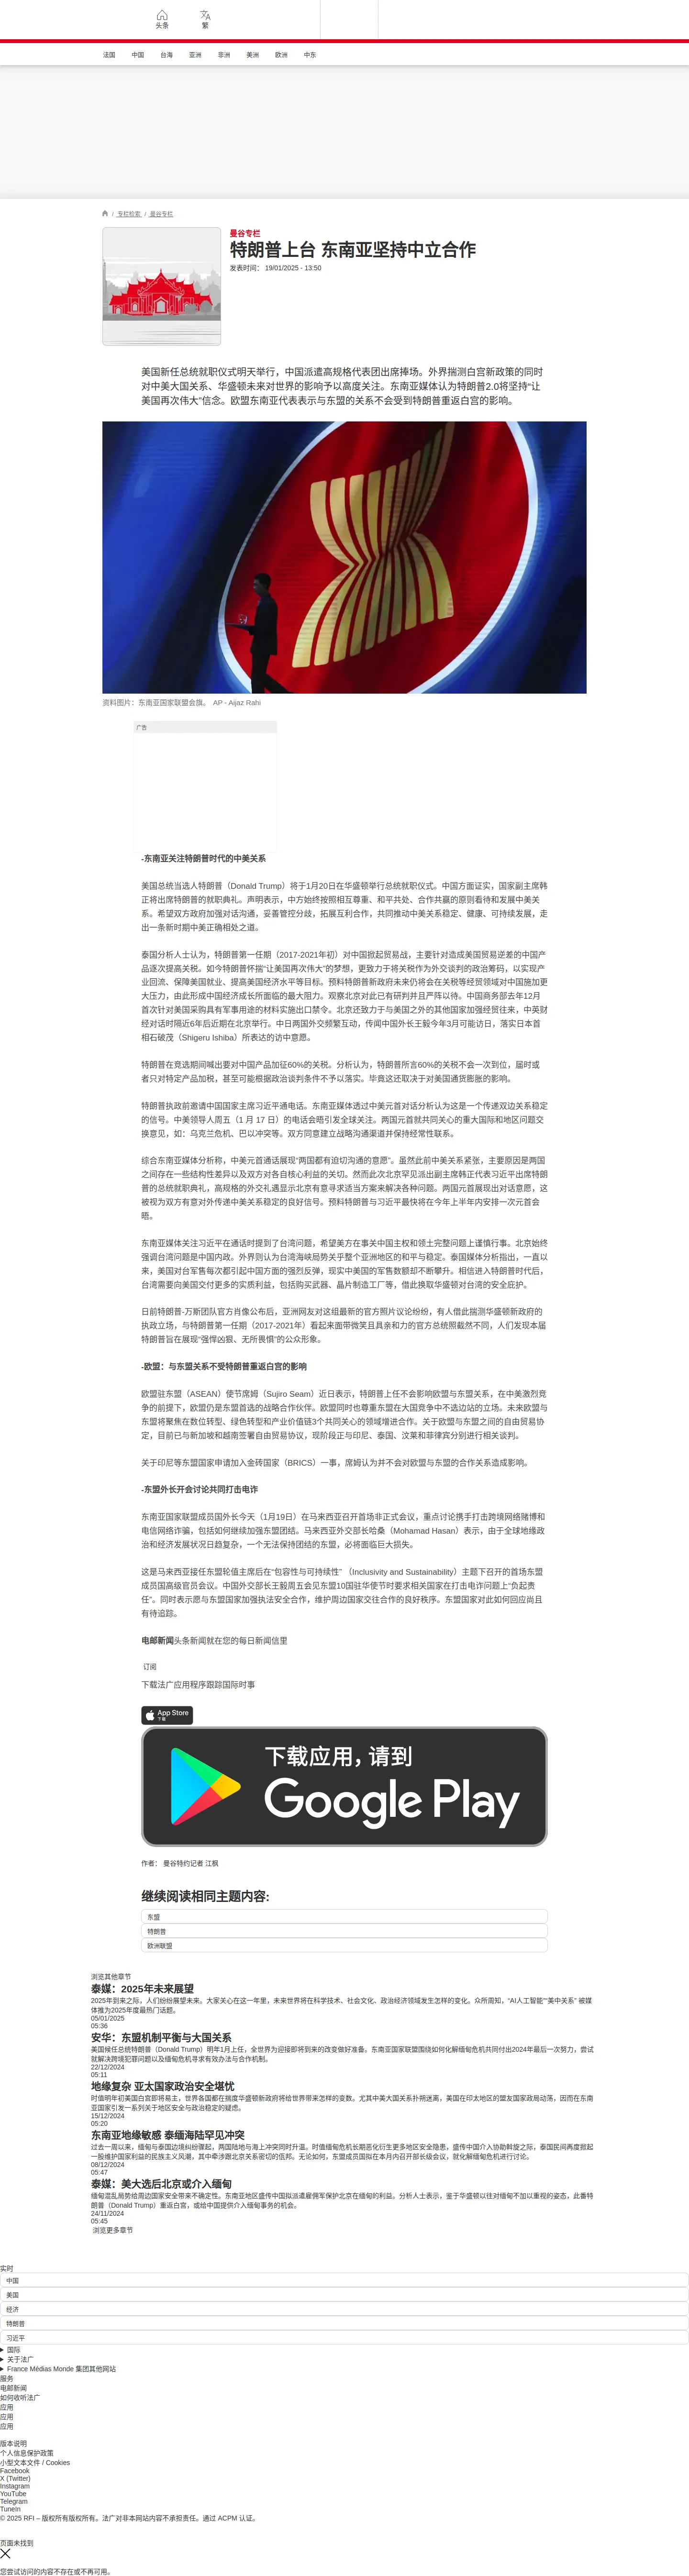 头条
繁
法国 中国 台海 亚洲 非洲 美洲 欧洲 中东
/ 专栏检索 / 曼谷专栏
曼谷专栏
特朗普上台 东南亚坚持中立合作
发表时间： 19/01/2025 - 13:50
美国新任总统就职仪式明天举行，中国派遣高规格代表团出席捧场。外界揣测白宫新政策的同时
对中美大国关系、华盛顿未来对世界的影响予以高度关注。东南亚媒体认为特朗普2.0将坚持“让
美国再次伟大”信念。欧盟东南亚代表表示与东盟的关系不会受到特朗普重返白宫的影响。
资料图片：东南亚国家联盟会旗。 AP - Aijaz Rahi
广告
-东南亚关注特朗普时代的中美关系
美国总统当选人特朗普（Donald Trump）将于1月20日在华盛顿举行总统就职仪式。中国方面证实，国家副主席韩
正将出席特朗普的就职典礼。声明表示，中方始终按照相互尊重、和平共处、合作共赢的原则看待和发展中美关
系。希望双方政府加强对话沟通，妥善管控分歧，拓展互利合作，共同推动中美关系稳定、健康、可持续发展，走
出一条新时期中美正确相处之道。
泰国分析人士认为，特朗普第一任期（2017-2021年初）对中国掀起贸易战，主要针对造成美国贸易逆差的中国产
品逐次提高关税。如今特朗普怀揣“让美国再次伟大”的梦想，更致力于将关税作为外交谈判的政治筹码，以实现产
业回流、保障美国就业、提高美国经济水平等目标。预料特朗普新政府未来仍将会在关税等经贸领域对中国施加更
大压力，由此形成中国经济成长所面临的最大阻力。观察北京对此已有研判并且严阵以待。中国商务部去年12月
首次针对美国采购具有军事用途的材料实施出口禁令。北京还致力于与美国之外的其他国家加强经贸往来，中英财
经对话时隔近6年后近期在北京举行。中日两国外交频繁互动，传闻中国外长王毅今年3月可能访日，落实日本首
相石破茂（Shigeru Ishiba）所表达的访中意愿。
特朗普在竞选期间喊出要对中国产品加征60%的关税。分析认为，特朗普所言60%的关税不会一次到位，届时或
者只对特定产品加税，甚至可能根据政治谈判条件不予以落实。毕竟这还取决于对美国通货膨胀的影响。
特朗普执政前邀请中国国家主席习近平通电话。东南亚媒体透过中美元首对话分析认为这是一个传递双边关系稳定
的信号。中美领导人周五（1 月 17 日）的电话会晤引发全球关注。两国元首就共同关心的重大国际和地区问题交
换意见，如：乌克兰危机、巴以冲突等。双方同意建立战略沟通渠道并保持经常性联系。
综合东南亚媒体分析称，中美元首通话展现“两国都有迫切沟通的意愿”。虽然此前中美关系紧张，主要原因是两国
之间存在一些结构性差异以及双方对各自核心利益的关切。然而此次北京罕见派出副主席韩正代表习近平出席特朗
普的总统就职典礼，高规格的外交礼遇显示北京有意寻求适当方案来解决各种问题。两国元首展现出对话意愿，这
被视为双方有意对外传递中美关系稳定的良好信号。预料特朗普与习近平最快将在今年上半年内安排一次元首会
晤。
东南亚媒体关注习近平在通话时提到了台湾问题，希望美方在事关中国主权和领土完整问题上谨慎行事。北京始终
强调台湾问题是中国内政。外界则认为台湾海峡局势关乎整个亚洲地区的和平与稳定。泰国媒体分析指出，一直以
来，美国对台军售每次都引起中国方面的强烈反弹，现实中美国的军售数额却不断攀升。相信进入特朗普时代后，
台湾需要向美国交付更多的实质利益，包括购买武器、晶片制造工厂等，借此换取华盛顿对台湾的安全庇护。
日前特朗普-万斯团队官方肖像公布后，亚洲网友对这组最新的官方照片议论纷纷，有人借此揣测华盛顿新政府的
执政立场，与特朗普第一任期（2017-2021年）看起来面带微笑且具亲和力的官方总统照截然不同，人们发现本届
特朗普旨在展现“强悍凶狠、无所畏惧”的公众形象。
-欧盟：与东盟关系不受特朗普重返白宫的影响
欧盟驻东盟（ASEAN）使节席姆（Sujiro Seam）近日表示，特朗普上任不会影响欧盟与东盟关系，在中美激烈竞
争的前提下，欧盟仍是东盟首选的战略合作伙伴。欧盟同时也尊重东盟在大国竞争中不选边站的立场。未来欧盟与
东盟将聚焦在数位转型、绿色转型和产业价值链3个共同关心的领域增进合作。关于欧盟与东盟之间的自由贸易协
定，目前已与新加坡和越南签署自由贸易协议，现阶段正与印尼、泰国、汶莱和菲律宾分别进行相关谈判。
关于印尼等东盟国家申请加入金砖国家（BRICS）一事，席姆认为并不会对欧盟与东盟的合作关系造成影响。
-东盟外长开会讨论共同打击电诈
东南亚国家联盟成员国外长今天（1月19日）在马来西亚召开首场非正式会议，重点讨论携手打击跨境网络赌博和
电信网络诈骗，包括如何继续加强东盟团结。马来西亚外交部长哈桑（Mohamad Hasan）表示，由于全球地缘政
治和经济发展状况日趋复杂，一个无法保持团结的东盟，必将面临巨大损失。
这是马来西亚接任东盟轮值主席后在“包容性与可持续性”（Inclusivity and Sustainability）主题下召开的首场东盟
成员国高级官员会议。中国外交部长王毅周五会见东盟10国驻华使节时要求相关国家在打击电诈问题上“负起责
任”。同时表示愿与东盟国家加强执法安全合作，维护周边国家交往合作的良好秩序。东盟国家对此如何回应尚且
有待追踪。
电邮新闻头条新闻就在您的每日新闻信里
订阅
下载法广应用程序跟踪国际时事
App Store
下载
下载应用，请到
Google Play
作者： 曼谷特约记者 江枫
继续阅读相同主题内容:
东盟
特朗普
欧洲联盟
浏览其他章节
泰媒：2025年未来展望
2025年到来之际，人们纷纷展望未来。大家关心在这一年里，未来世界将在科学技术、社会文化、政治经济领域发生怎样的变化。众所周知，“AI人工智能”“美中关系” 被媒
体推为2025年度最热门话题。
05/01/2025
05:36
安华：东盟机制平衡与大国关系
美国候任总统特朗普（Donald Trump）明年1月上任，全世界为迎接即将到来的改变做好准备。东南亚国家联盟围绕如何化解缅甸危机共同付出2024年最后一次努力，尝试
就解决跨境犯罪问题以及缅甸危机寻求有效办法与合作机制。
22/12/2024
05:11
地缘复杂 亚太国家政治安全堪忧
时值明年初美国白宫即将易主，世界各国都在揣度华盛顿新政府将给世界带来怎样的变数。尤其中美大国关系扑朔迷离，美国在印太地区的盟友国家政局动荡，因而在东南
亚国家引发一系列关于地区安全与政治稳定的疑虑。
15/12/2024
05:20
东南亚地缘敏感 泰缅海陆罕见冲突
过去一周以来，缅甸与泰国边境纠纷骤起，两国陆地与海上冲突同时升温。时值缅甸危机长期恶化衍生更多地区安全隐患，盛传中国介入协助斡旋之际，泰国民间再度掀起
一股维护国家利益的民族主义风潮，其中牵涉跟北京关系密切的佤邦。无论如何，东盟成员国拟在本月内召开部长级会议，就化解缅甸危机进行讨论。
08/12/2024
05:47
泰媒：美大选后北京或介入缅甸
缅甸混乱局势给周边国家安全带来不确定性。东南亚地区盛传中国拟派遣雇佣军保护北京在缅甸的利益。分析人士表示，鉴于华盛顿以往对缅甸不加以重视的姿态，此番特
朗普（Donald Trump）重返白宫，或给中国提供介入缅甸事务的机会。
24/11/2024
05:45
浏览更多章节
实时
中国
美国
经济
特朗普
习近平
国际
关于法广
France Médias Monde 集团其他网站
服务
电邮新闻
如何收听法广
应用
应用
应用
版本说明
个人信息保护政策
小型文本文件 / Cookies
Facebook
X (Twitter)
Instagram
YouTube
Telegram
TuneIn
© 2025 RFI – 版权所有版权所有。法广对非本网站内容不承担责任。通过 ACPM 认证。
页面未找到
您尝试访问的内容不存在或不再可用。